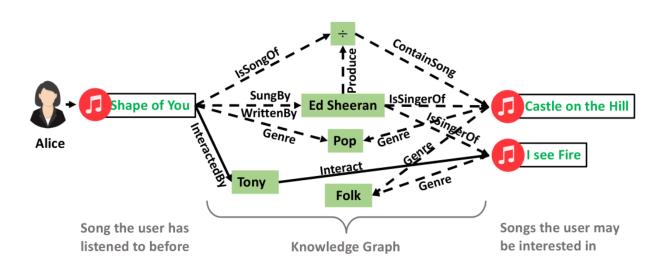 ÷
IsSongOf
ContainSong
Produce
SungBy
Ed Sheeran
IsSingerOf
Shape of You
Castle on the Hill
WrittenBy
IsSingerOf
Alice
Genre
Pop
Genre
InteractedBy
Genre
I see Fire
Interact
Tony
Genre
Folk
Song the user has
listened to before
Knowledge Graph
Songs the user may
be interested in